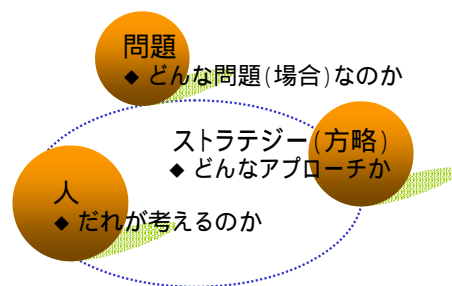 問題
◆ どんな問題(場合)なのか
ストラテジー(方略)
◆ どんなアプローチか
人
◆ だれが考えるのか